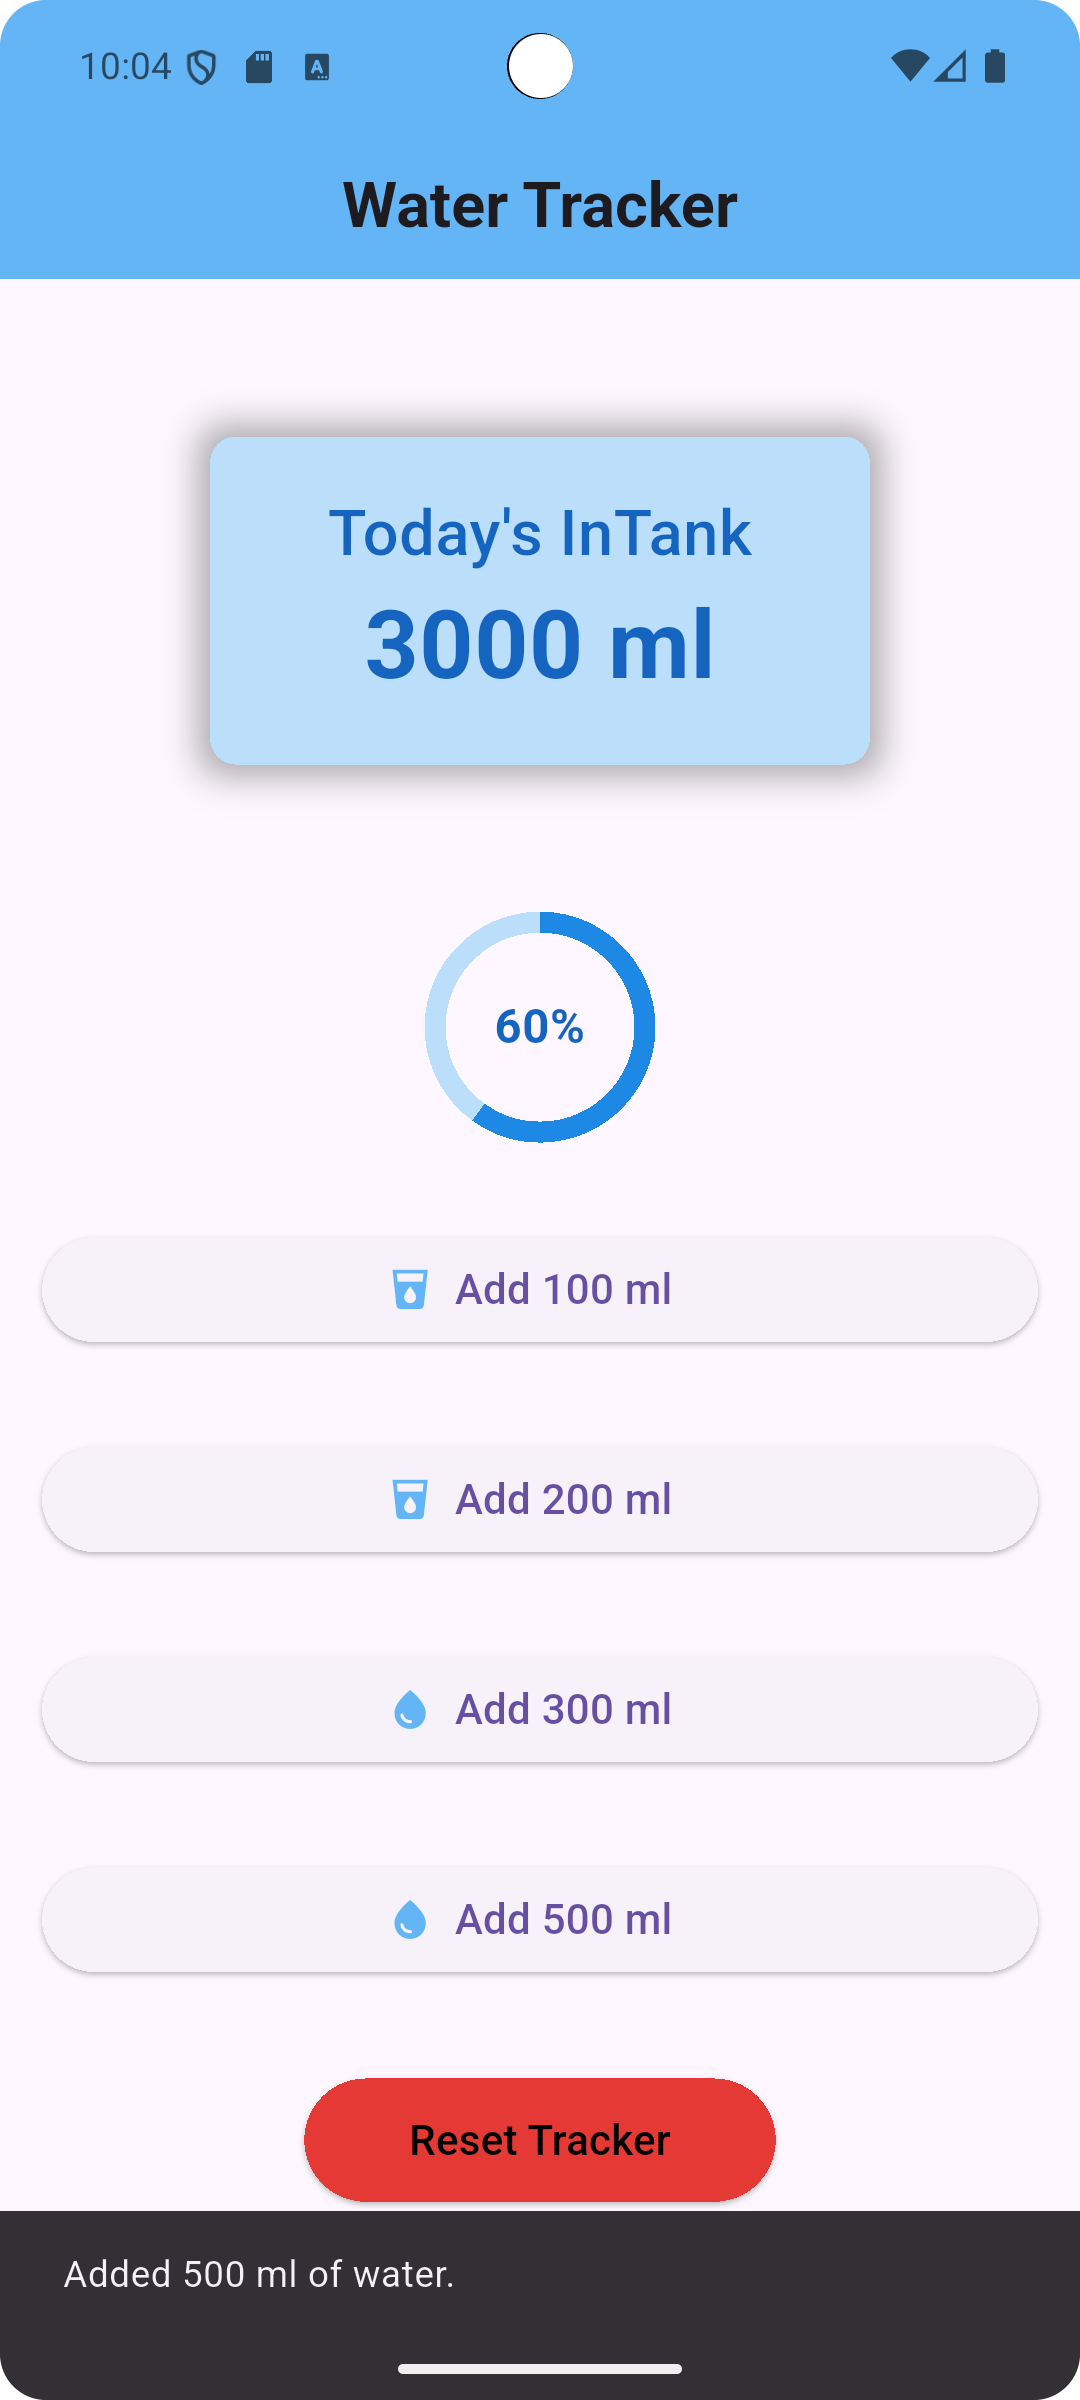 10:04
Water Tracker
Today's InTank
3000 ml
60%
Add 100 ml
Add 200 ml
Add 300 ml
Add 500 ml
Reset Tracker
Added 500 ml of water.